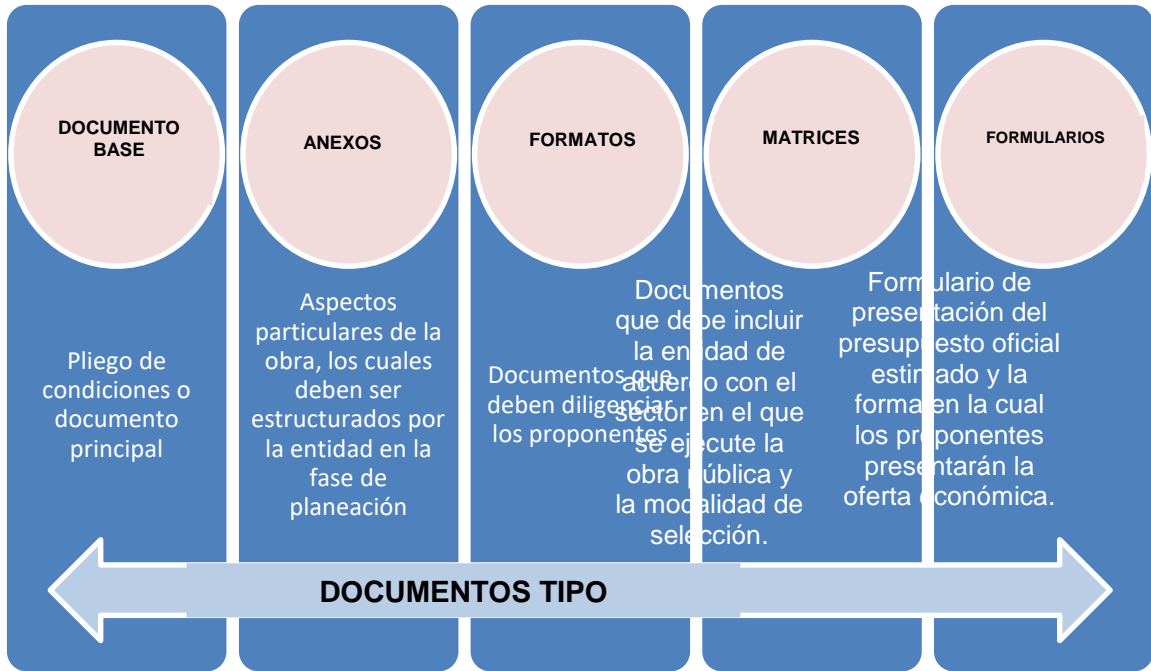 DOCUMENTO
BASE
Pliego de
condiciones o
documento
principal
ANEXOS
Aspectos
particulares de la
obra, los cuales
deben ser
estructurados por
la entidad en la
fase de
planeación
FORMATOS
Documentos que
deben diligenciar
los proponentes
MATRICES
Documentos
que debe incluir
la entidad de
acuerdo con el
sector en el que
se ejecute la
obra pública y
la modalidad de
selección.
FORMULARIOS
Formulario de
presentación del
presupuesto oficial
estimado y la
forma en la cual
los proponentes
presentarán la
oferta económica.
DOCUMENTOS TIPO